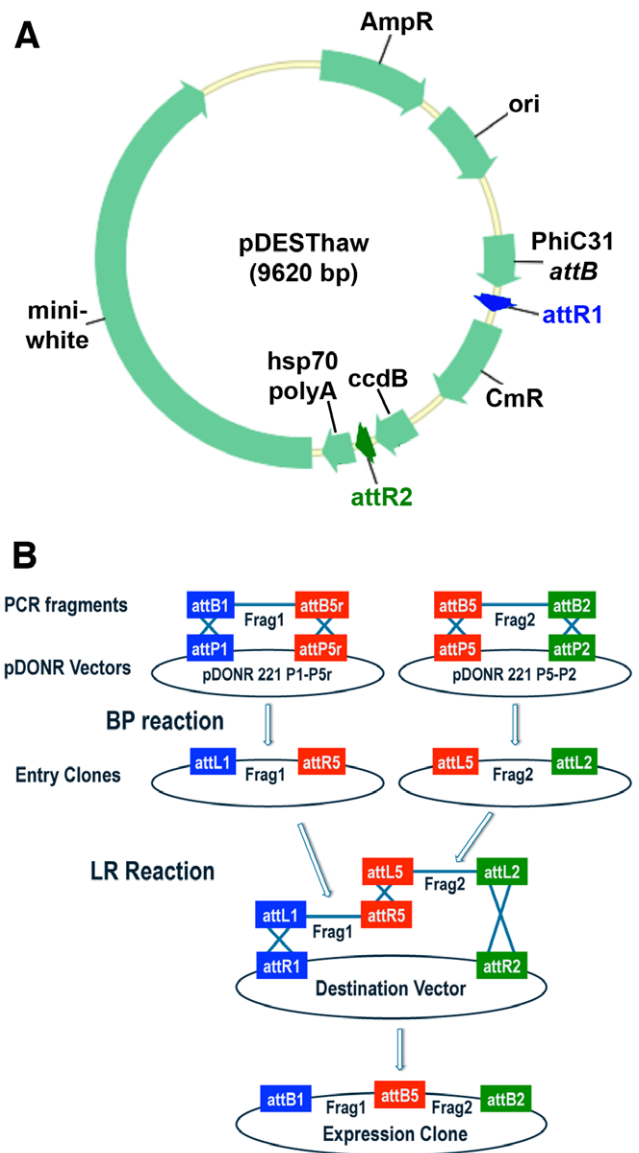 A
AmpR
ori
pDESThaw
(9620 bp)
PhiC31
attB
attR1
mini-
white
hsp70
polyA
ccdB
CmR
attR2
B
PCR fragments
attB1
Frag1
attB5r
attB5
Frag2
attB2
pDONR Vectors
attP1
attP5r
attP5
attP2
pDONR 221 P1-P5r
pDONR 221 P5-P2
BP reaction
Entry Clones
attL1
Frag1
attR5
attL5
Frag2
attL2
LR Reaction
attL5
Frag2
attL2
attL1
Frag1
attR5
attR1
attR2
Destination Vector
attB1
Frag1
attB5
Frag2
attB2
Expression Clone